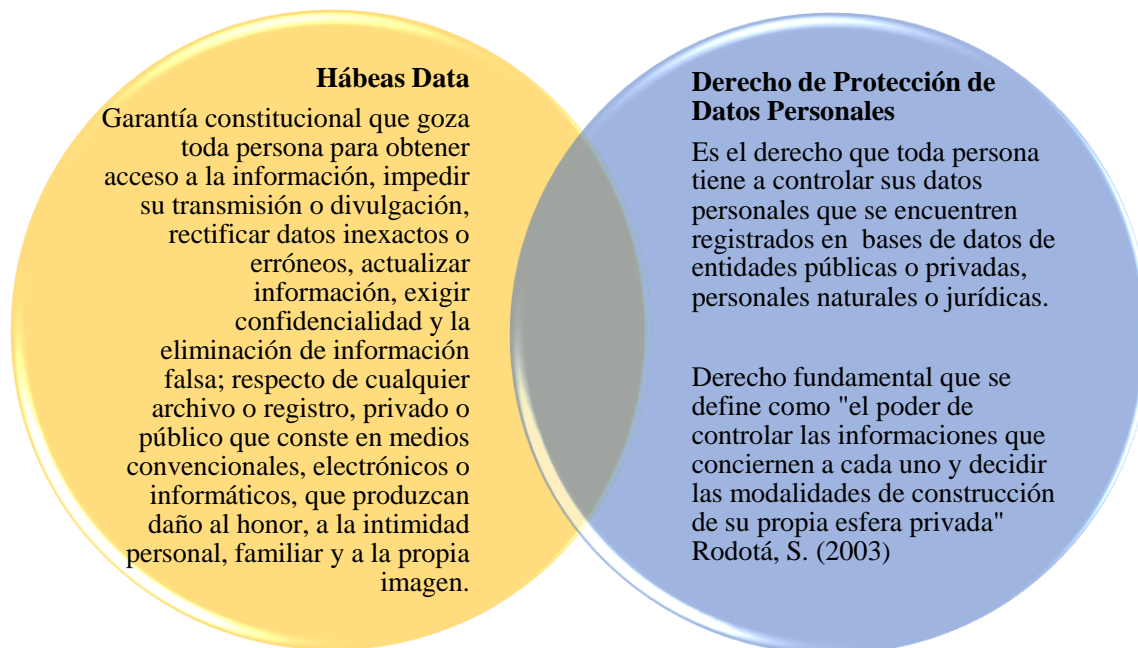 Hábeas Data
Garantía constitucional que goza
toda persona para obtener
acceso a la información, impedir
su transmisión o divulgación,
rectificar datos inexactos o
erróneos, actualizar
información, exigir
confidencialidad y la
eliminación de información
falsa; respecto de cualquier
archivo o registro, privado o
público que conste en medios
convencionales, electrónicos o
informáticos, que produzcan
daño al honor, a la intimidad
personal, familiar y a la propia
imagen.
Derecho de Protección de
Datos Personales
Es el derecho que toda persona
tiene a controlar sus datos
personales que se encuentren
registrados en bases de datos de
entidades públicas o privadas,
personales naturales o jurídicas.
Derecho fundamental que se
define como "el poder de
controlar las informaciones que
conciernen a cada uno y decidir
las modalidades de construcción
de su propia esfera privada"
Rodotá, S. (2003)